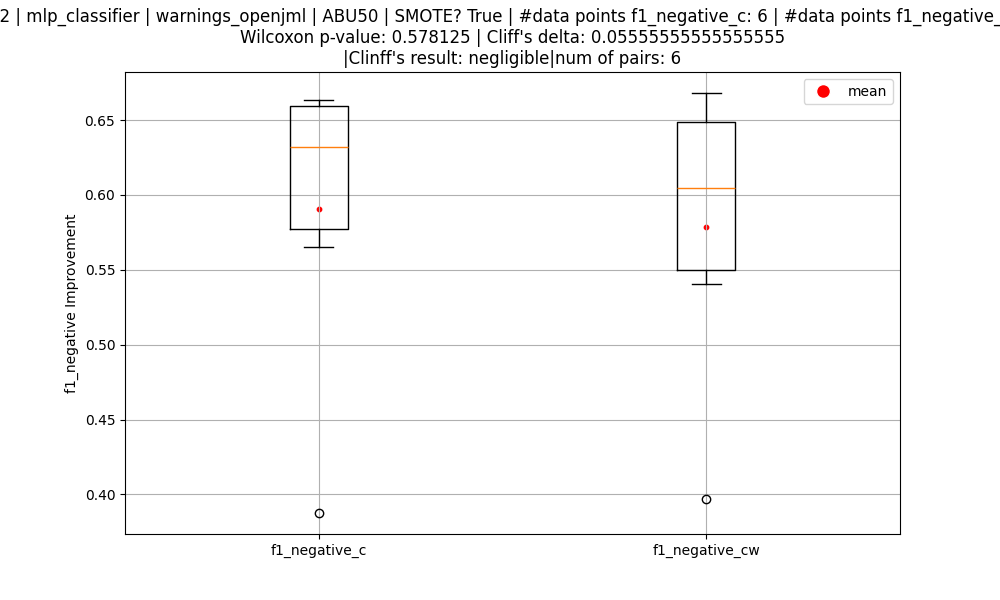 2 | mlp_classifier | warnings_openjml | ABU50 | SMOTE? True | #data points f1_negative_c: 6 | #data points f1_negative_
Wilcoxon p-value: 0.578125 | Cliff's delta: 0.05555555555555555
|Clinff's result: negligible|num of pairs: 6
mean
0.65
0.60
0.55
0.50
0.45
0.40
f1_negative Improvement
f1_negative_c
f1_negative_cw